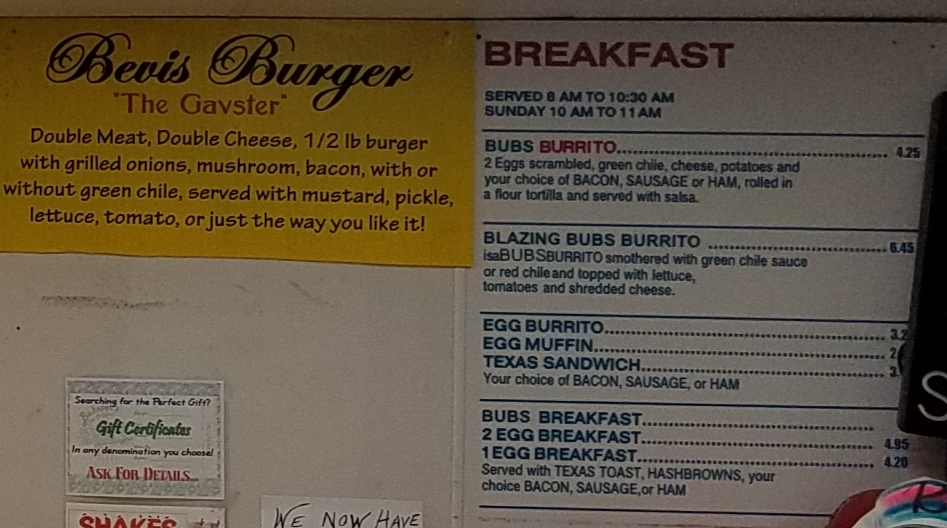 Bevis Burger
"The Gavster"
Double Meat, Double Cheese, 1/2 lb burger
with grilled onions, mushroom, bacon, with or
without green chile, served with mustard, pickle,
lettuce, tomato, or just the way you like it!
Searching for the Perfect Gift?
Gift Certificates
In any denomination you choose!
ASK FOR DETAILS...
SHAKES
WE NOW HAVE
BREAKFAST
SERVED 8 AM TO 10:30 AM
SUNDAY 10 AM TO 11 AM
BUBS BURRITO 4.25
2 Eggs scrambled, green chile, cheese, potatoes and
your choice of BACON, SAUSAGE or HAM, rolled in
a flour tortilla and served with salsa.
BLAZING BUBS BURRITO 6.45
isaBUBSBURRITO smothered with green chile sauce
or red chile and topped with lettuce,
tomatoes and shredded cheese.
EGG BURRITO
EGG MUFFIN
TEXAS SANDWICH
Your choice of BACON, SAUSAGE, or HAM
BUBS BREAKFAST
2 EGG BREAKFAST 4.95
1 EGG BREAKFAST 4.20
Served with TEXAS TOAST, HASHBROWNS, your
choice BACON, SAUSAGE,or HAM
S